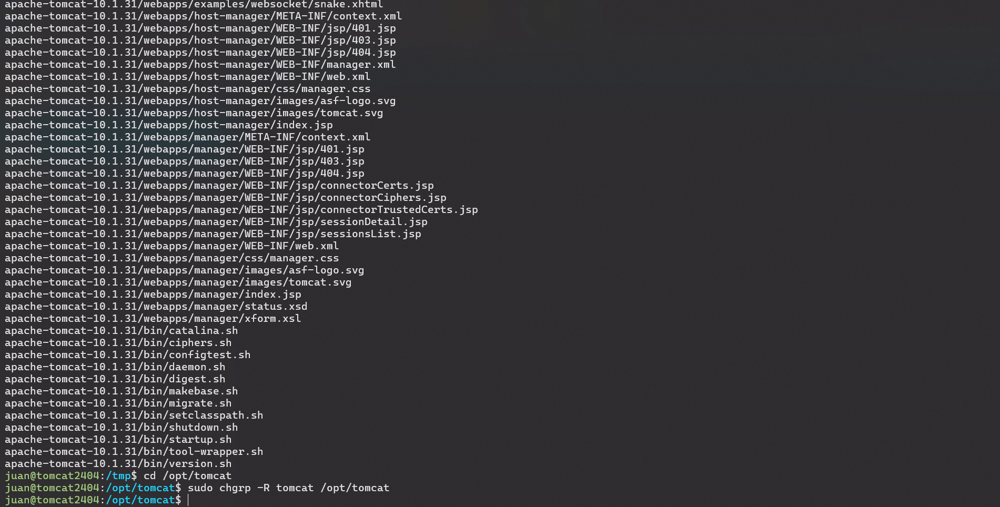 apache-tomcat-10.1.31/webapps/examples/websocket/snake.xhtml
apache-tomcat-10.1.31/webapps/host-manager/META-INF/context.xml
apache-tomcat-10.1.31/webapps/host-manager/WEB-INF/jsp/401.jsp
apache-tomcat-10.1.31/webapps/host-manager/WEB-INF/jsp/403.jsp
apache-tomcat-10.1.31/webapps/host-manager/WEB-INF/jsp/404.jsp
apache-tomcat-10.1.31/webapps/host-manager/WEB-INF/manager.xml
apache-tomcat-10.1.31/webapps/host-manager/WEB-INF/web.xml
apache-tomcat-10.1.31/webapps/host-manager/css/manager.css
apache-tomcat-10.1.31/webapps/host-manager/images/asf-logo.svg
apache-tomcat-10.1.31/webapps/host-manager/images/tomcat.svg
apache-tomcat-10.1.31/webapps/host-manager/index.jsp
apache-tomcat-10.1.31/webapps/manager/META-INF/context.xml
apache-tomcat-10.1.31/webapps/manager/WEB-INF/jsp/401.jsp
apache-tomcat-10.1.31/webapps/manager/WEB-INF/jsp/403.jsp
apache-tomcat-10.1.31/webapps/manager/WEB-INF/jsp/404.jsp
apache-tomcat-10.1.31/webapps/manager/WEB-INF/jsp/connectorCerts.jsp
apache-tomcat-10.1.31/webapps/manager/WEB-INF/jsp/connectorCiphers.jsp
apache-tomcat-10.1.31/webapps/manager/WEB-INF/jsp/connectorTrustedCerts.jsp
apache-tomcat-10.1.31/webapps/manager/WEB-INF/jsp/sessionDetail.jsp
apache-tomcat-10.1.31/webapps/manager/WEB-INF/jsp/sessionsList.jsp
apache-tomcat-10.1.31/webapps/manager/WEB-INF/web.xml
apache-tomcat-10.1.31/webapps/manager/css/manager.css
apache-tomcat-10.1.31/webapps/manager/images/asf-logo.svg
apache-tomcat-10.1.31/webapps/manager/images/tomcat.svg
apache-tomcat-10.1.31/webapps/manager/index.jsp
apache-tomcat-10.1.31/webapps/manager/status.xsd
apache-tomcat-10.1.31/webapps/manager/xform.xsl
apache-tomcat-10.1.31/bin/catalina.sh
apache-tomcat-10.1.31/bin/ciphers.sh
apache-tomcat-10.1.31/bin/configtest.sh
apache-tomcat-10.1.31/bin/daemon.sh
apache-tomcat-10.1.31/bin/digest.sh
apache-tomcat-10.1.31/bin/makebase.sh
apache-tomcat-10.1.31/bin/migrate.sh
apache-tomcat-10.1.31/bin/setclasspath.sh
apache-tomcat-10.1.31/bin/shutdown.sh
apache-tomcat-10.1.31/bin/startup.sh
apache-tomcat-10.1.31/bin/tool-wrapper.sh
apache-tomcat-10.1.31/bin/version.sh
juan@tomcat2404:/tmp$ cd /opt/tomcat
juan@tomcat2404:/opt/tomcat$ sudo chgrp -R tomcat /opt/tomcat
juan@tomcat2404:/opt/tomcat$